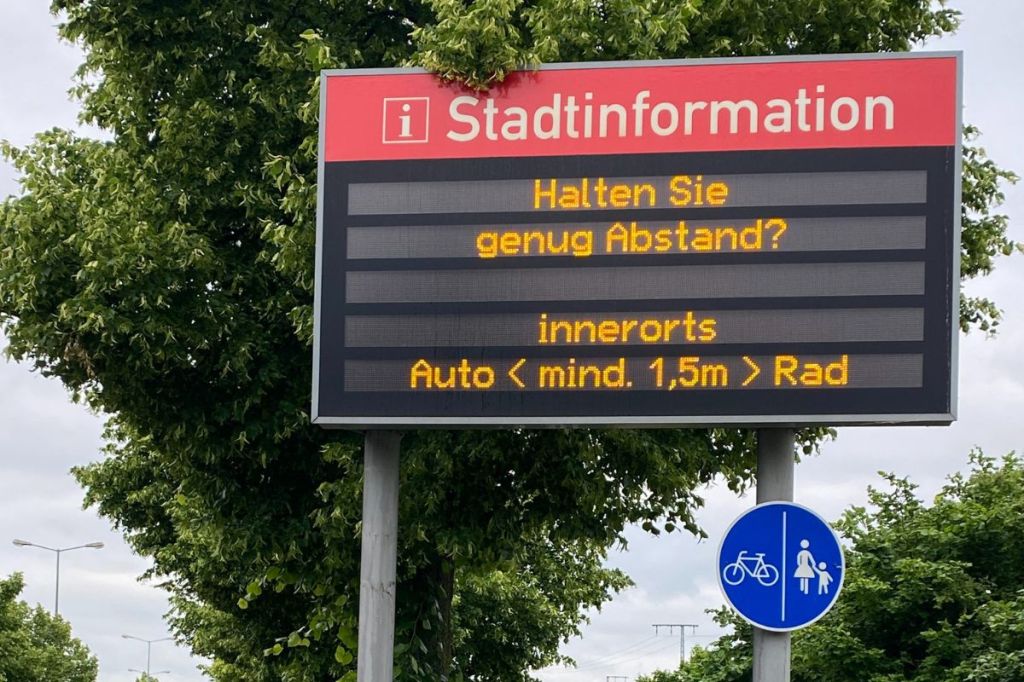 i Stadtinformation
Halten Sie
genug Abstand?
innerorts
Auto < mind. 1,5m > Rad